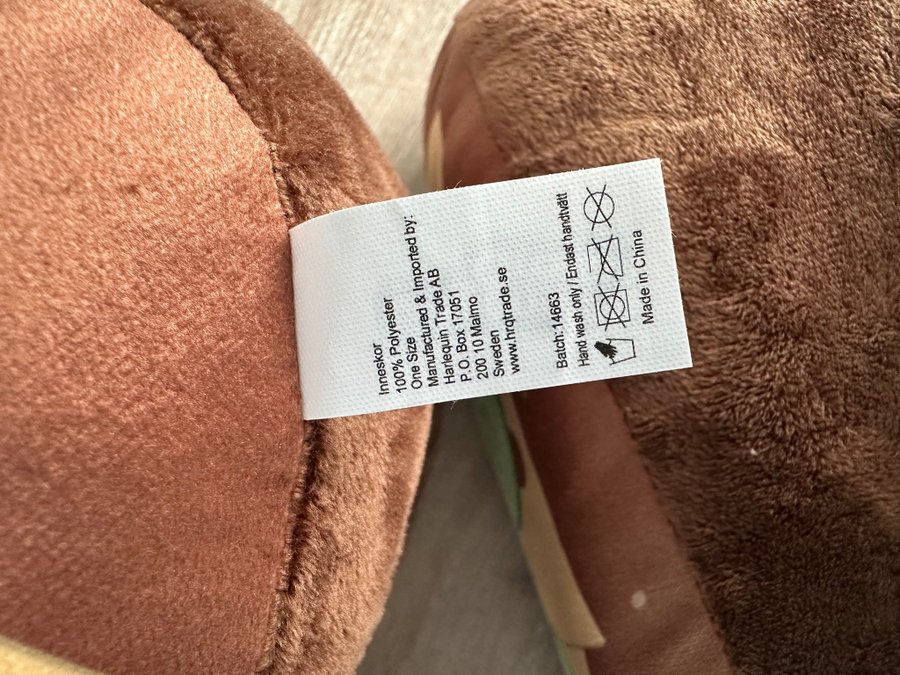 Inneskor
100% Polyester
One Size
Manufactured & Imported by:
Harlequin Trade AB
P.O. Box 17051
200 10 Malmo
Sweden
www.hrqtrade.se
Batch: 14663
Hand wash only / Endast handtvätt
Made in China